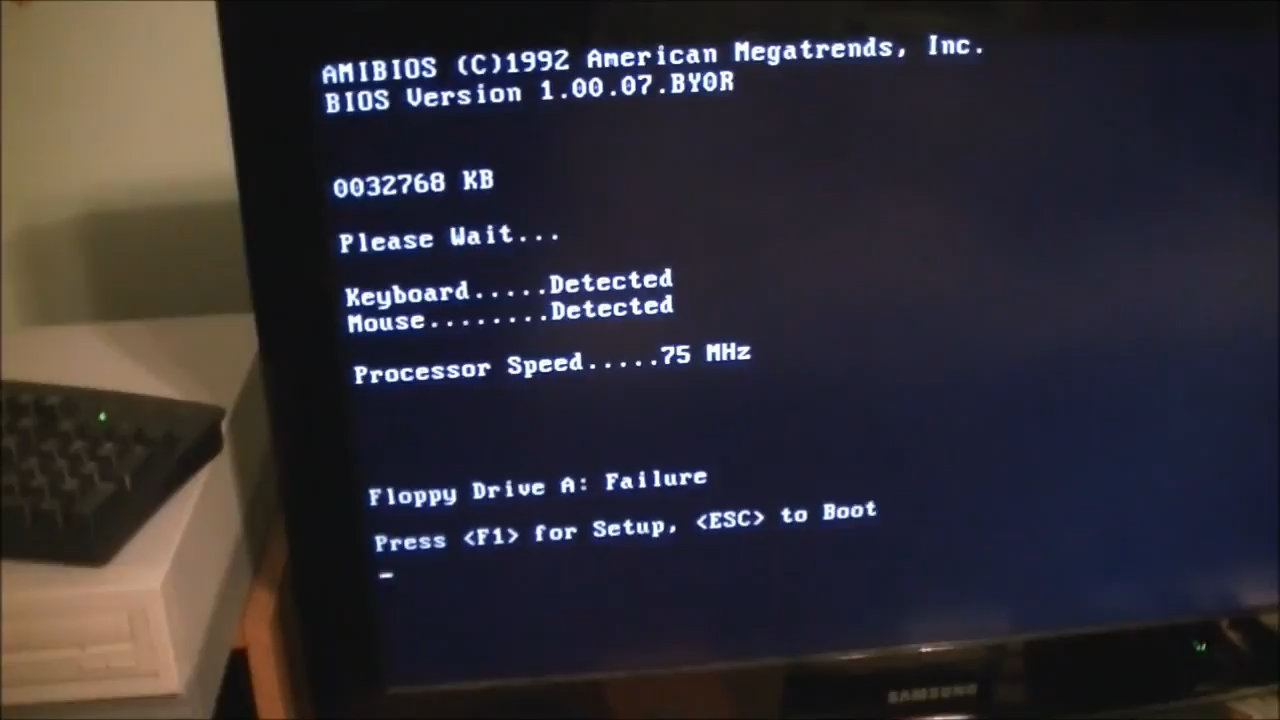 AMIBIOS (C)1992 American Megatrends, Inc.
BIOS Version 1.00.07.BY0R
0032768 KB
Please Wait...
Keyboard.....Detected
Mouse........Detected
Processor Speed.....75 MHz
Floppy Drive A: Failure
Press <F1> for Setup, <ESC> to Boot
SAMSUNG